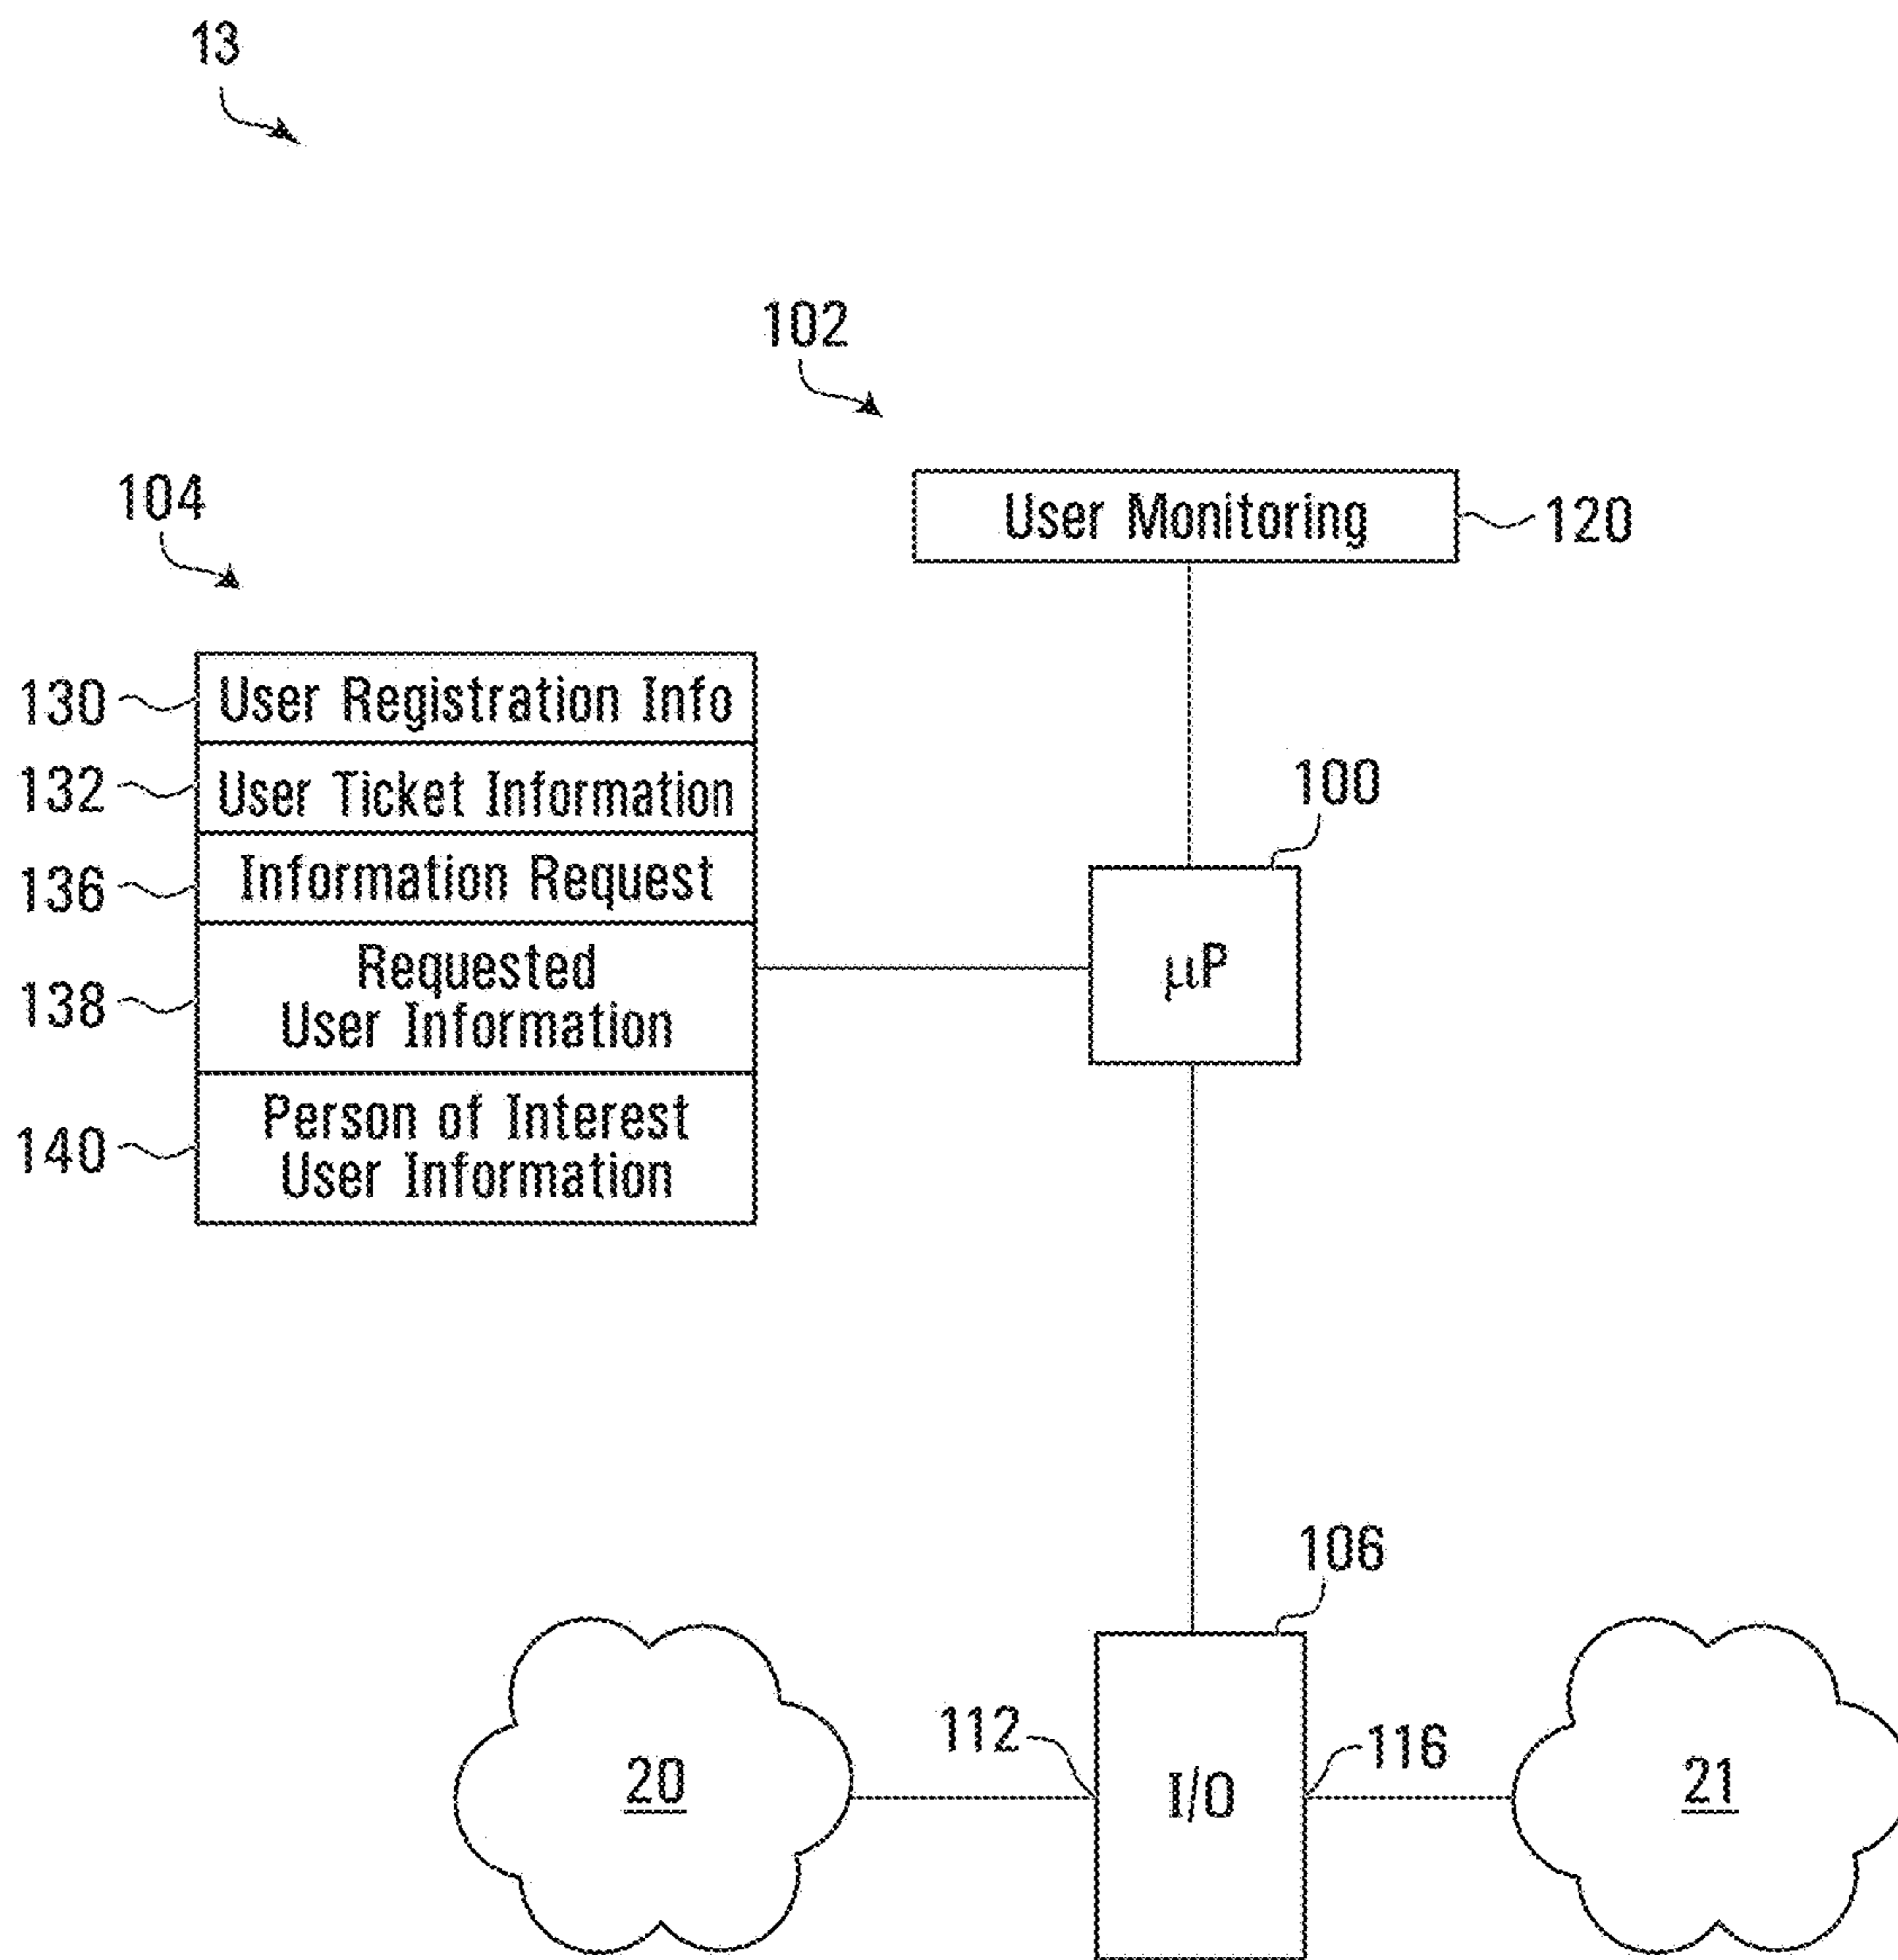 13
102
104
User Monitoring
120
130
User Registration Info
132
User Ticket Information
100
136
Information Request
138
Requested
User Information
μP
140
Person of Interest
User Information
106
112
116
20
I/O
21